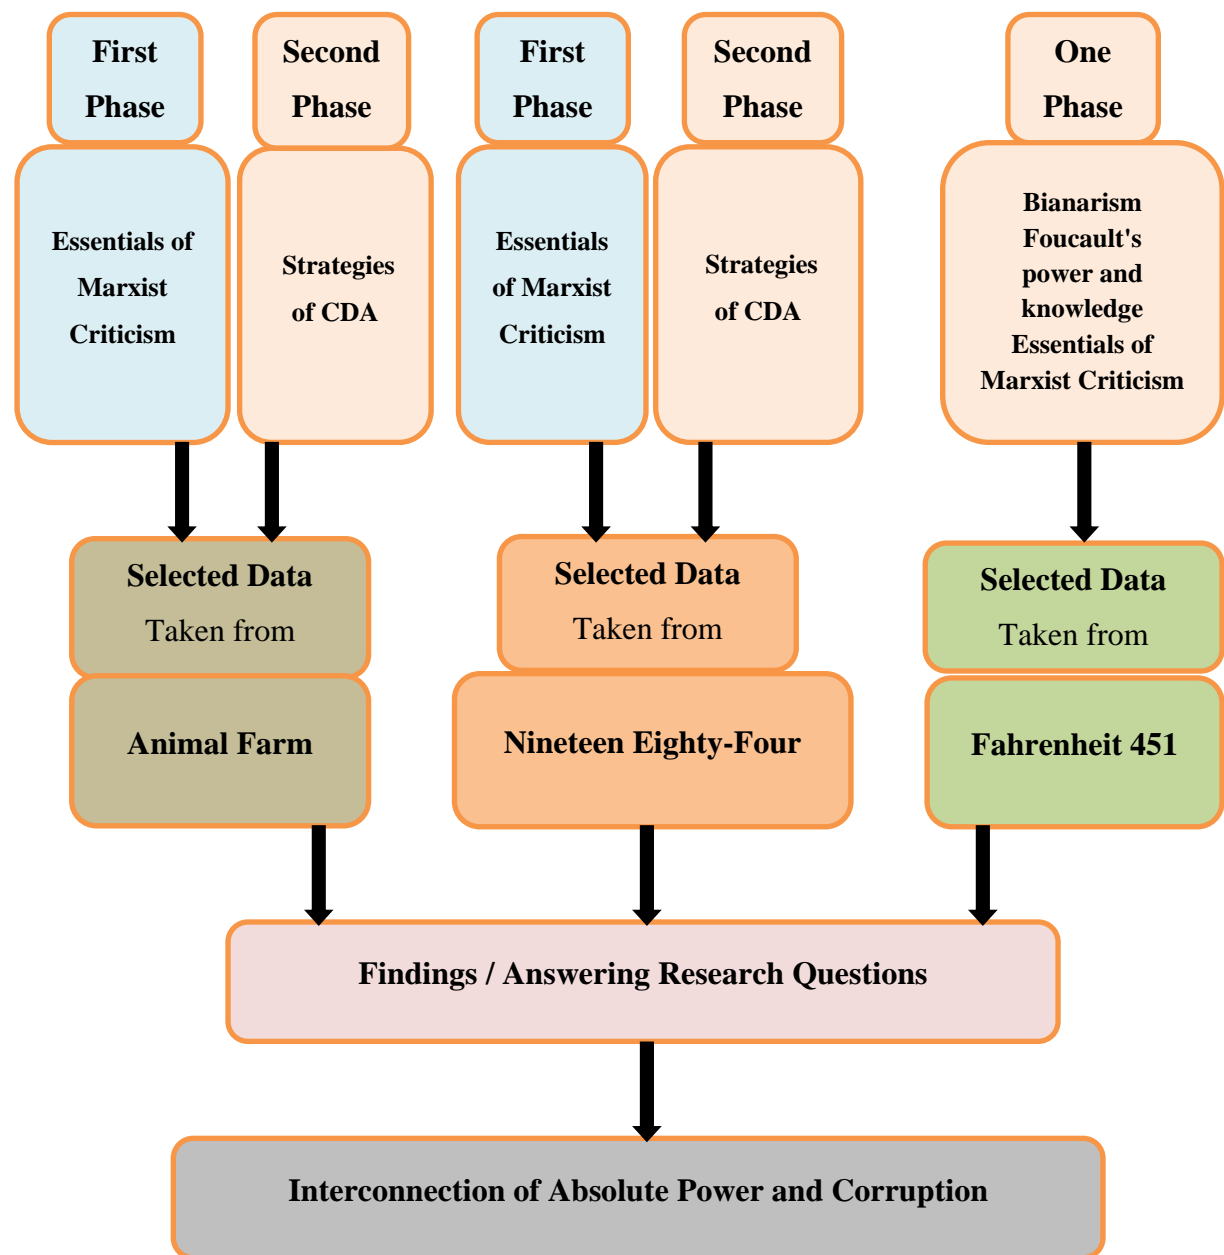 First
Phase
Second
Phase
First
Phase
Second
Phase
One
Phase
Essentials of
Marxist
Criticism
Strategies
of CDA
Essentials
of Marxist
Criticism
Strategies
of CDA
Bianarism
Foucault's
power and
knowledge
Essentials of
Marxist Criticism
Selected Data
Taken from
Animal Farm
Selected Data
Taken from
Nineteen Eighty-Four
Selected Data
Taken from
Fahrenheit 451
Findings / Answering Research Questions
Interconnection of Absolute Power and Corruption